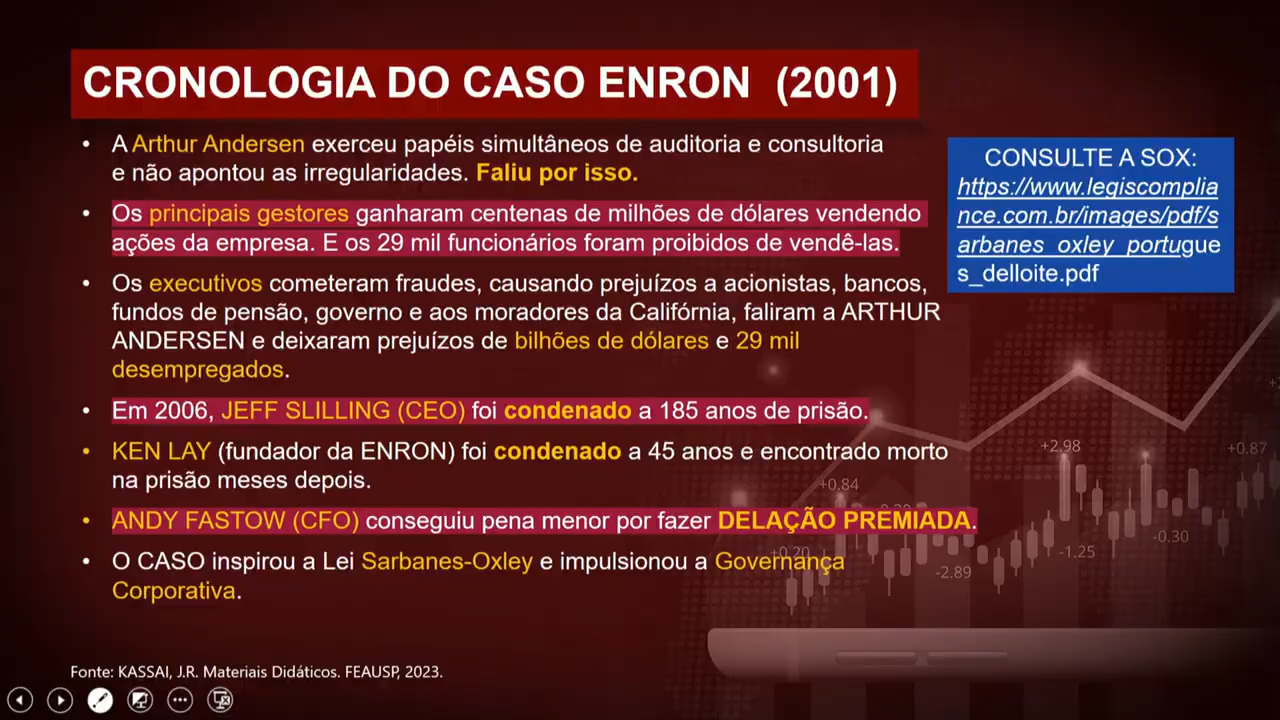 CRONOLOGIA DO CASO ENRON (2001)
• A Arthur Andersen exerceu papéis simultâneos de auditoria e consultoria
e não apontou as irregularidades. Faliu por isso.
• Os principais gestores ganharam centenas de milhões de dólares vendendo
ações da empresa. E os 29 mil funcionários foram proibidos de vendê-las.
• Os executivos cometeram fraudes, causando prejuízos a acionistas, bancos,
fundos de pensão, governo e aos moradores da Califórnia, faliram a ARTHUR
ANDERSEN e deixaram prejuízos de bilhões de dólares e 29 mil
desempregados.
• Em 2006, JEFF SLILLING (CEO) foi condenado a 185 anos de prisão.
• KEN LAY (fundador da ENRON) foi condenado a 45 anos e encontrado morto
na prisão meses depois.
• ANDY FASTOW (CFO) conseguiu pena menor por fazer DELAÇÃO PREMIADA.
• O CASO inspirou a Lei Sarbanes-Oxley e impulsionou a Governança
Corporativa.
CONSULTE A SOX:
https://www.legiscomplia
nce.com.br/images/pdf/s
arbanes_oxley_portugue
s_delloite.pdf
+2.98
+0.87
+0.84
+0.20
-1.25
-0.30
-2.89
Fonte: KASSAI, J.R. Materiais Didáticos. FEAUSP, 2023.